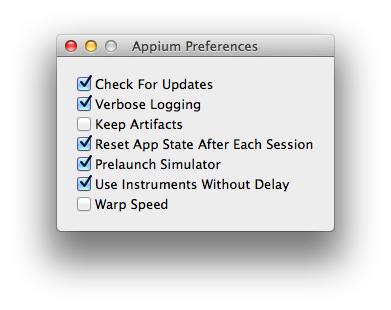 Appium Preferences
Check For Updates
Verbose Logging
Keep Artifacts
Reset App State After Each Session
Prelaunch Simulator
Use Instruments Without Delay
Warp Speed